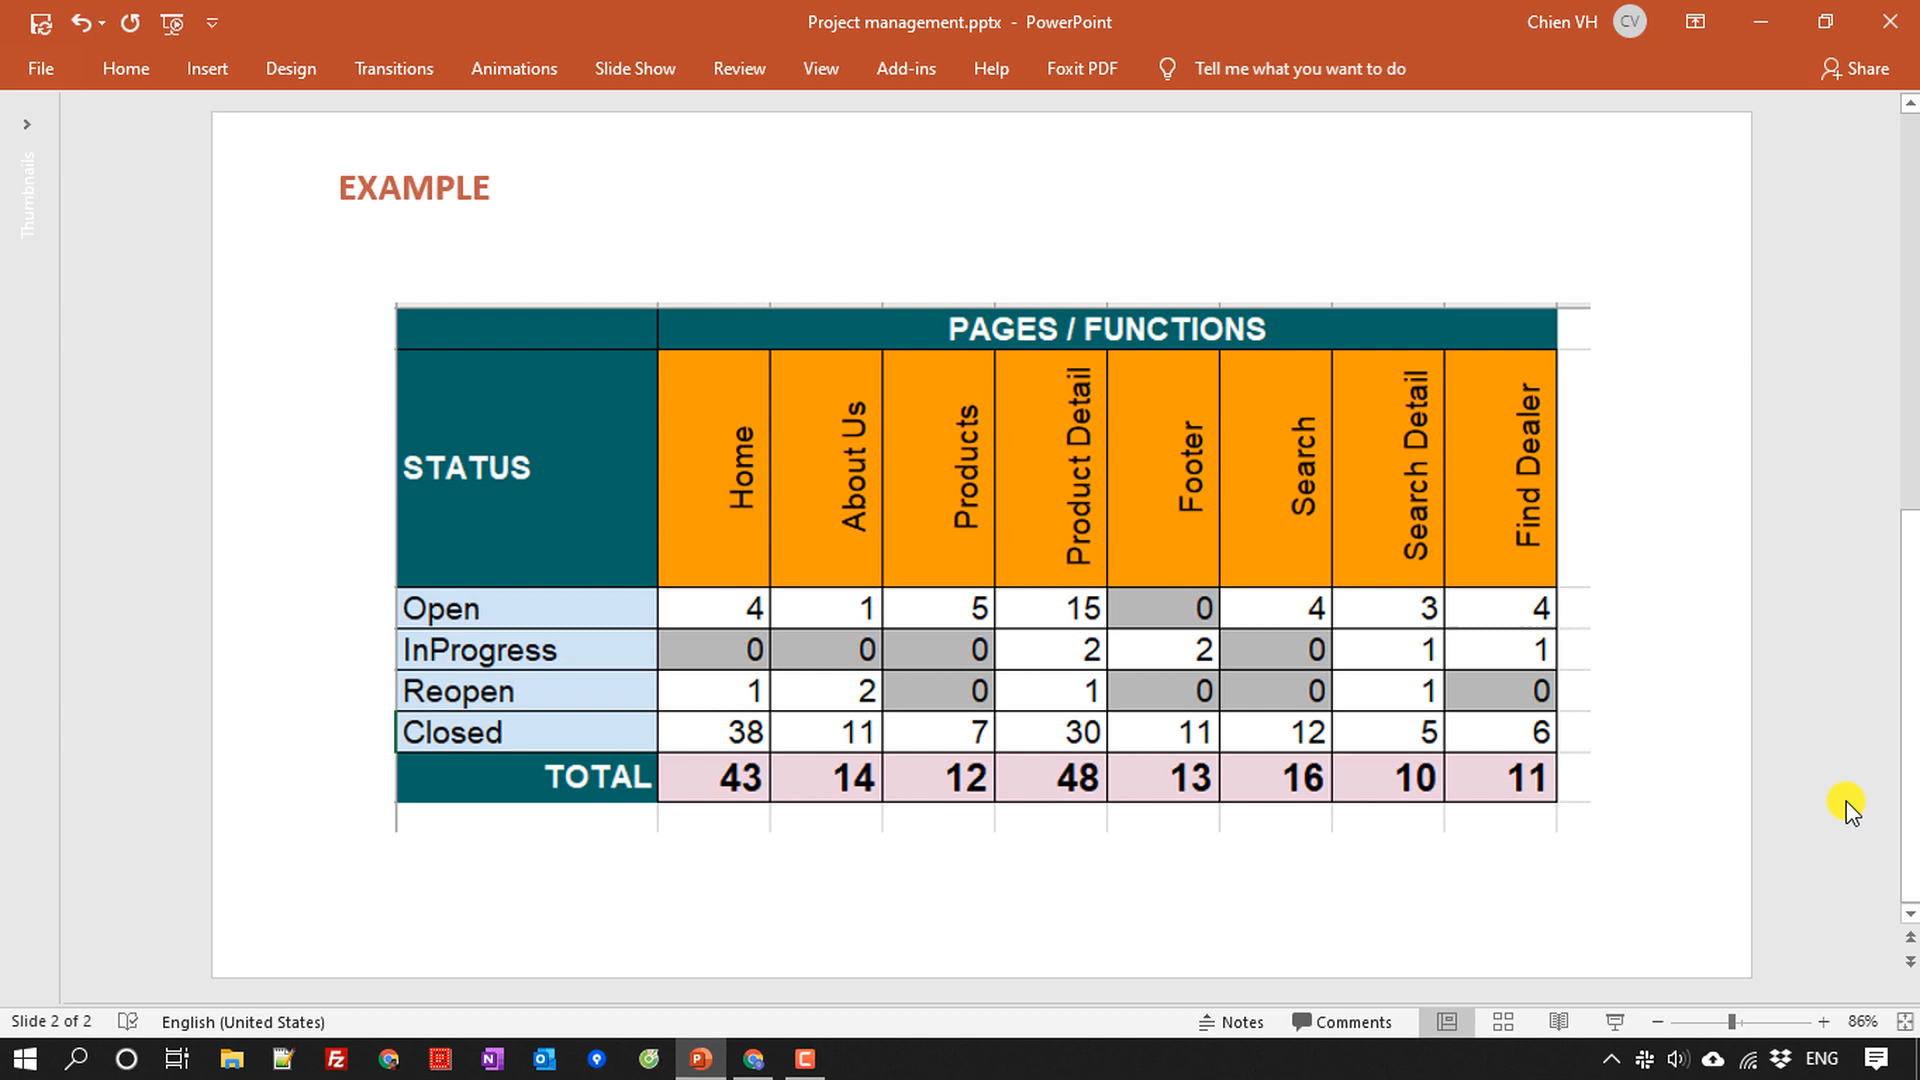 Project management.pptx - PowerPoint
Chien VH CV
File Home Insert Design Transitions Animations Slide Show Review View Add-ins Help Foxit PDF Tell me what you want to do Share
Thumbnails
EXAMPLE
PAGES / FUNCTIONS
STATUS Home About Us Products Product Detail Footer Search Search Detail Find Dealer
Open 4 1 5 15 0 4 3 4
InProgress 0 0 0 2 2 0 1 1
Reopen 1 2 0 1 0 0 1 0
Closed 38 11 7 30 11 12 5 6
TOTAL 43 14 12 48 13 16 10 11
Slide 2 of 2 English (United States) Notes Comments 86%
ENG